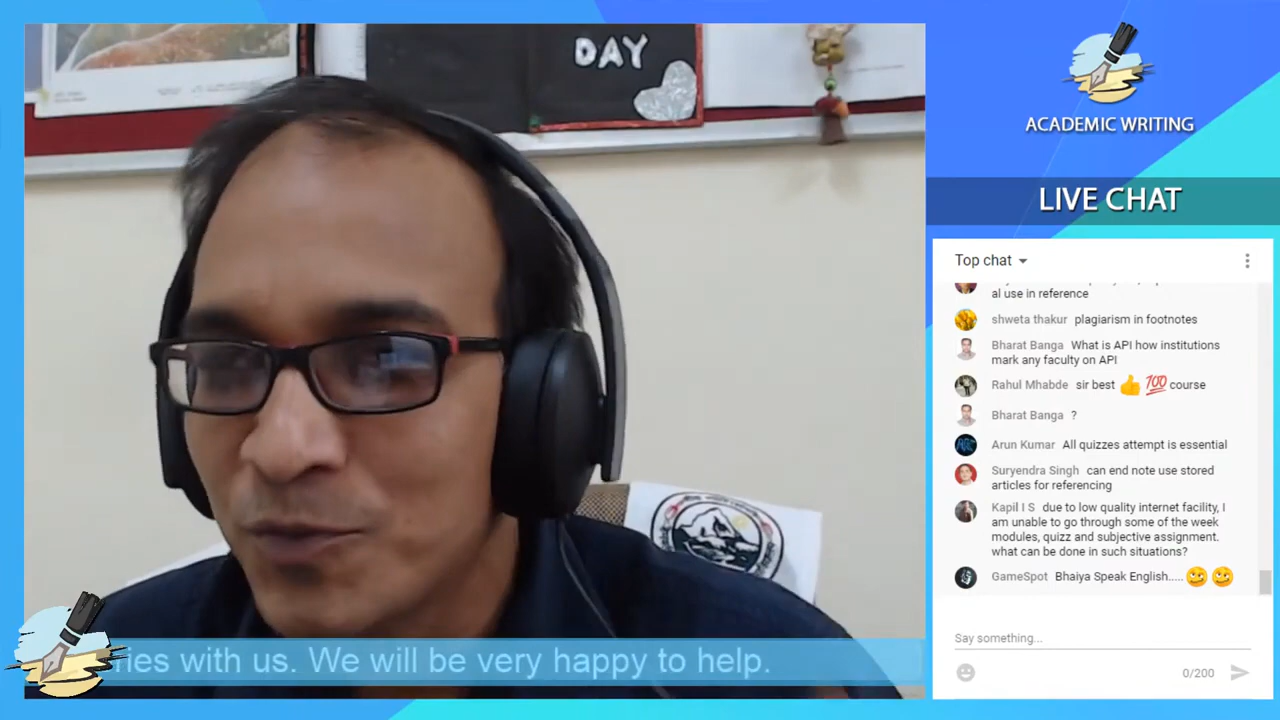 DAY
ACADEMIC WRITING
LIVE CHAT
Top chat
al use in reference
shweta thakur plagiarism in footnotes
Bharat Banga What is API how institutions
mark any faculty on API
Rahul Mhabde sir best 👍 💯 course
Bharat Banga ?
Arun Kumar All quizzes attempt is essential
Suryendra Singh can end note use stored
articles for referencing
Kapil I S due to low quality internet facility, I
am unable to go through some of the week
modules, quizz and subjective assignment.
what can be done in such situations?
GameSpot Bhaiya Speak English.....
Say something...
0/200
ries with us. We will be very happy to help.